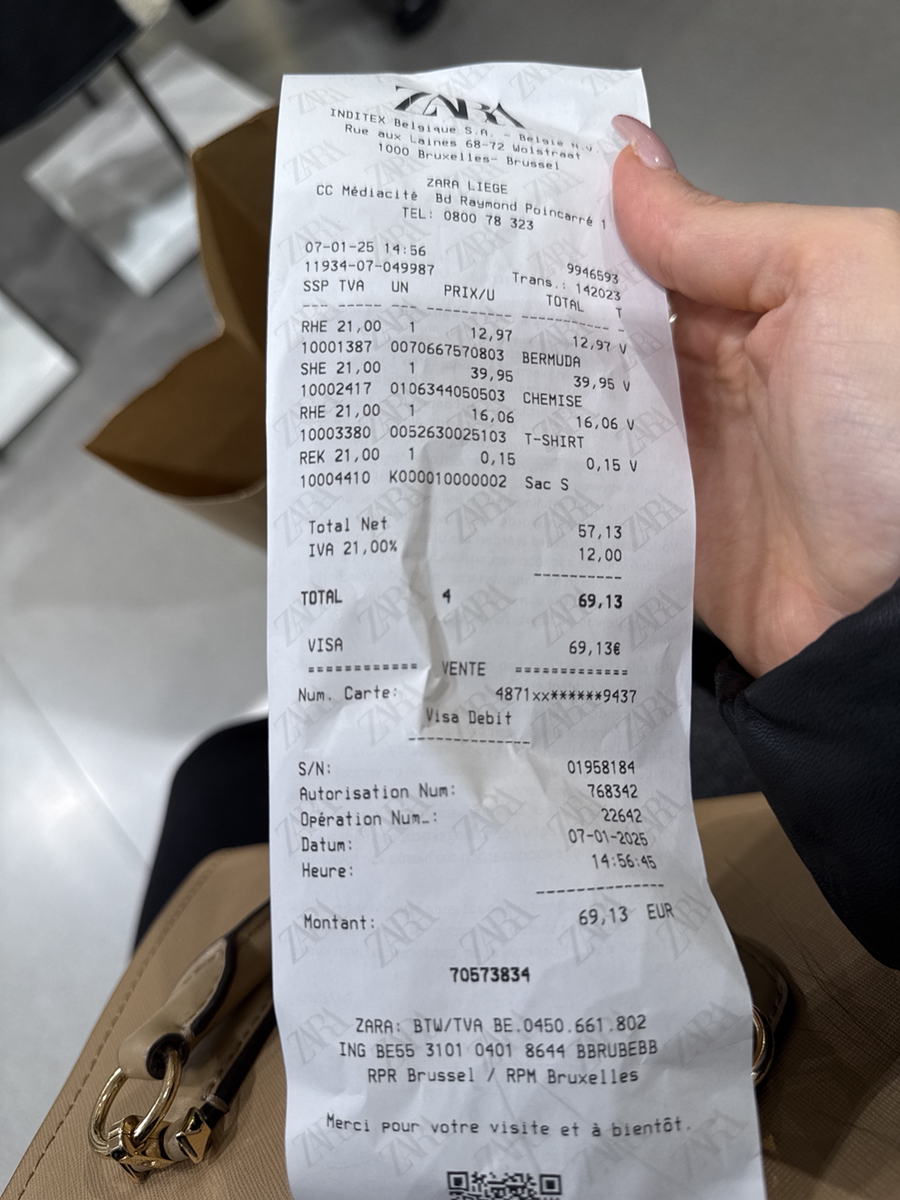 ZARA
INDITEX Belgique S.A. - Belgie N.V.
Rue aux Laines 68-72 Wolstraat
1000 Bruxelles- Brussel
ZARA LIEGE
CC Médiacité Bd Raymond Poincarré 1
TEL: 0800 78 323
07-01-25 14:56 9946593
11934-07-049987 Trans.: 142023
SSP TVA UN PRIX/U TOTAL T
--- --- ---- --------- ----------- -
RHE 21,00 1 12,97 12,97 V
10001387 0070667570803 BERMUDA
SHE 21,00 1 39,95 39,95 V
10002417 0106344050503 CHEMISE
RHE 21,00 1 16,06 16,06 V
10003380 0052630025103 T-SHIRT
REK 21,00 1 0,15 0,15 V
10004410 K000010000002 Sac S
Total Net 57,13
IVA 21,00% 12,00
----------
TOTAL 4 69,13
VISA 69,13€
============ VENTE ============
Num. Carte: 4871xx******9437
Visa Debit
--------------
S/N: 01958184
Autorisation Num: 768342
Opération Num.: 22642
Datum: 07-01-2025
Heure: 14:56:45
--------------
Montant: 69,13 EUR
70573834
ZARA: BTW/TVA BE.0450.661.802
ING BE55 3101 0401 8644 BBRUBEBB
RPR Brussel / RPM Bruxelles
Merci pour votre visite et à bientôt.